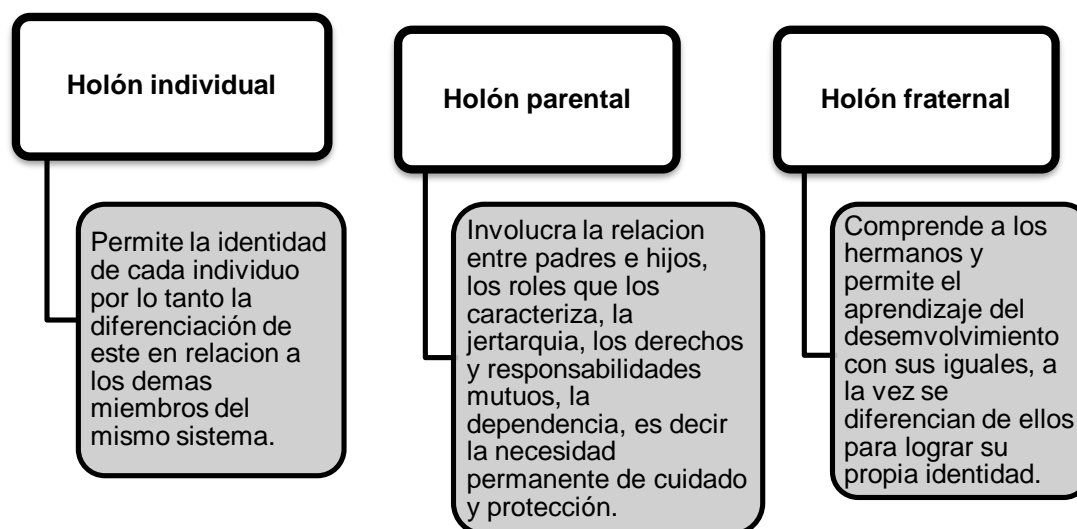 Holón individual
Permite la identidad
de cada individuo
por lo tanto la
diferenciación de
este en relacion a
los demas
miembros del
mismo sistema.
Holón parental
Involucra la relacion
entre padres e hijos,
los roles que los
caracteriza, la
jertarquia, los derechos
y responsabilidades
mutuos, la
dependencia, es decir
la necesidad
permanente de cuidado
y protección.
Holón fraternal
Comprende a los
hermanos y
permite el
aprendizaje del
desemvolvimiento
con sus iguales, a
la vez se
diferencian de ellos
para lograr su
propia identidad.